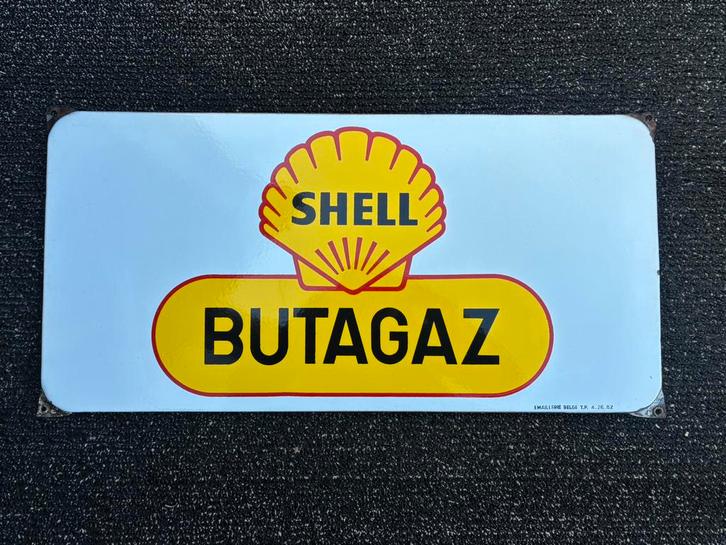 SHELL
BUTAGAZ
EMAILLERIE BELGE T.P. 4.26.52